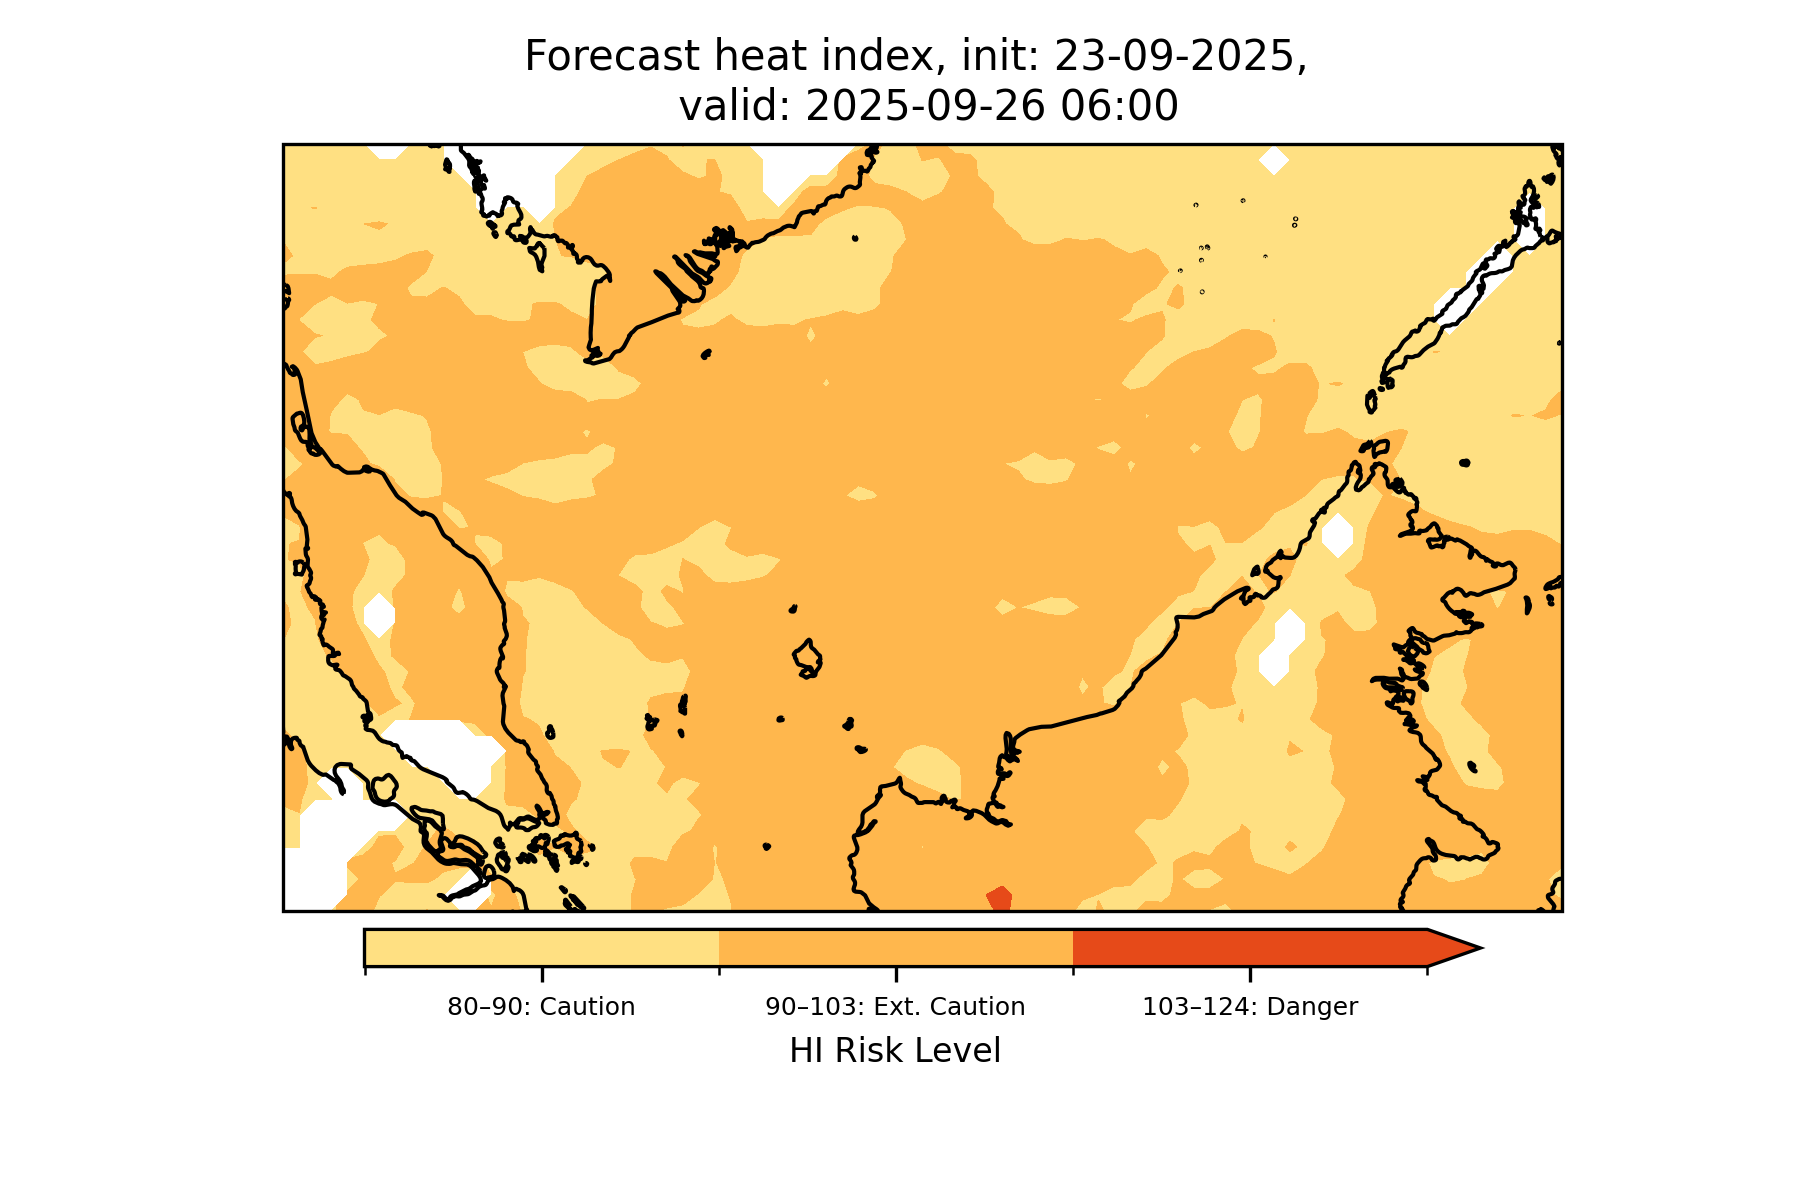 Forecast heat index, init: 23-09-2025,
valid: 2025-09-26 06:00
80–90: Caution
90–103: Ext. Caution
103–124: Danger
HI Risk Level